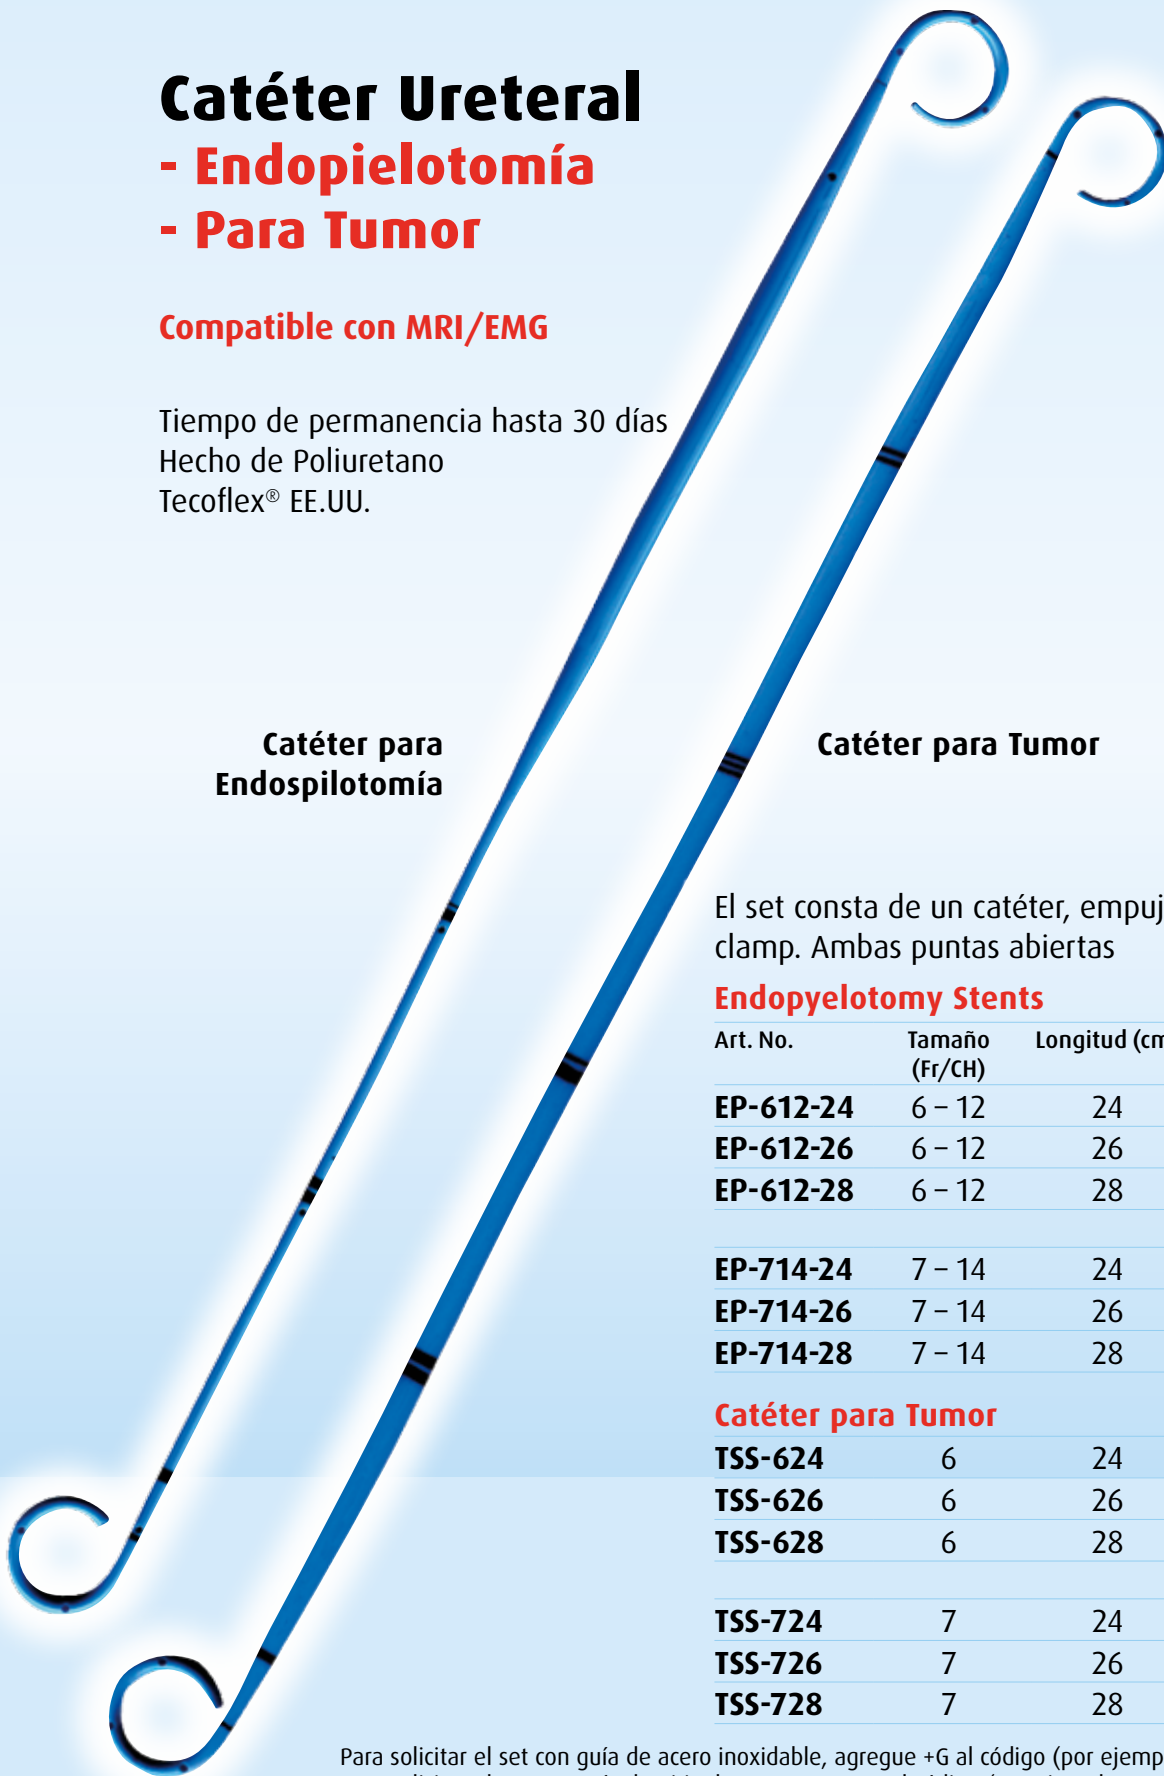 Catéter Ureteral
- Endopielotomía
- Para Tumor
Compatible con MRI/EMG
Tiempo de permanencia hasta 30 días
Hecho de Poliuretano
Tecoflex® EE.UU.
Catéter para
Endospilotomía
Catéter para Tumor
El set consta de un catéter, empuj
clamp. Ambas puntas abiertas
Endopyelotomy Stents
Art. No. Tamaño Longitud (cm
(Fr/CH)
EP-612-24 6 – 12 24
EP-612-26 6 – 12 26
EP-612-28 6 – 12 28
EP-714-24 7 – 14 24
EP-714-26 7 – 14 26
EP-714-28 7 – 14 28
Catéter para Tumor
TSS-624 6 24
TSS-626 6 26
TSS-628 6 28
TSS-724 7 24
TSS-726 7 26
TSS-728 7 28
Para solicitar el set con guía de acero inoxidable, agregue +G al código (por ejemp